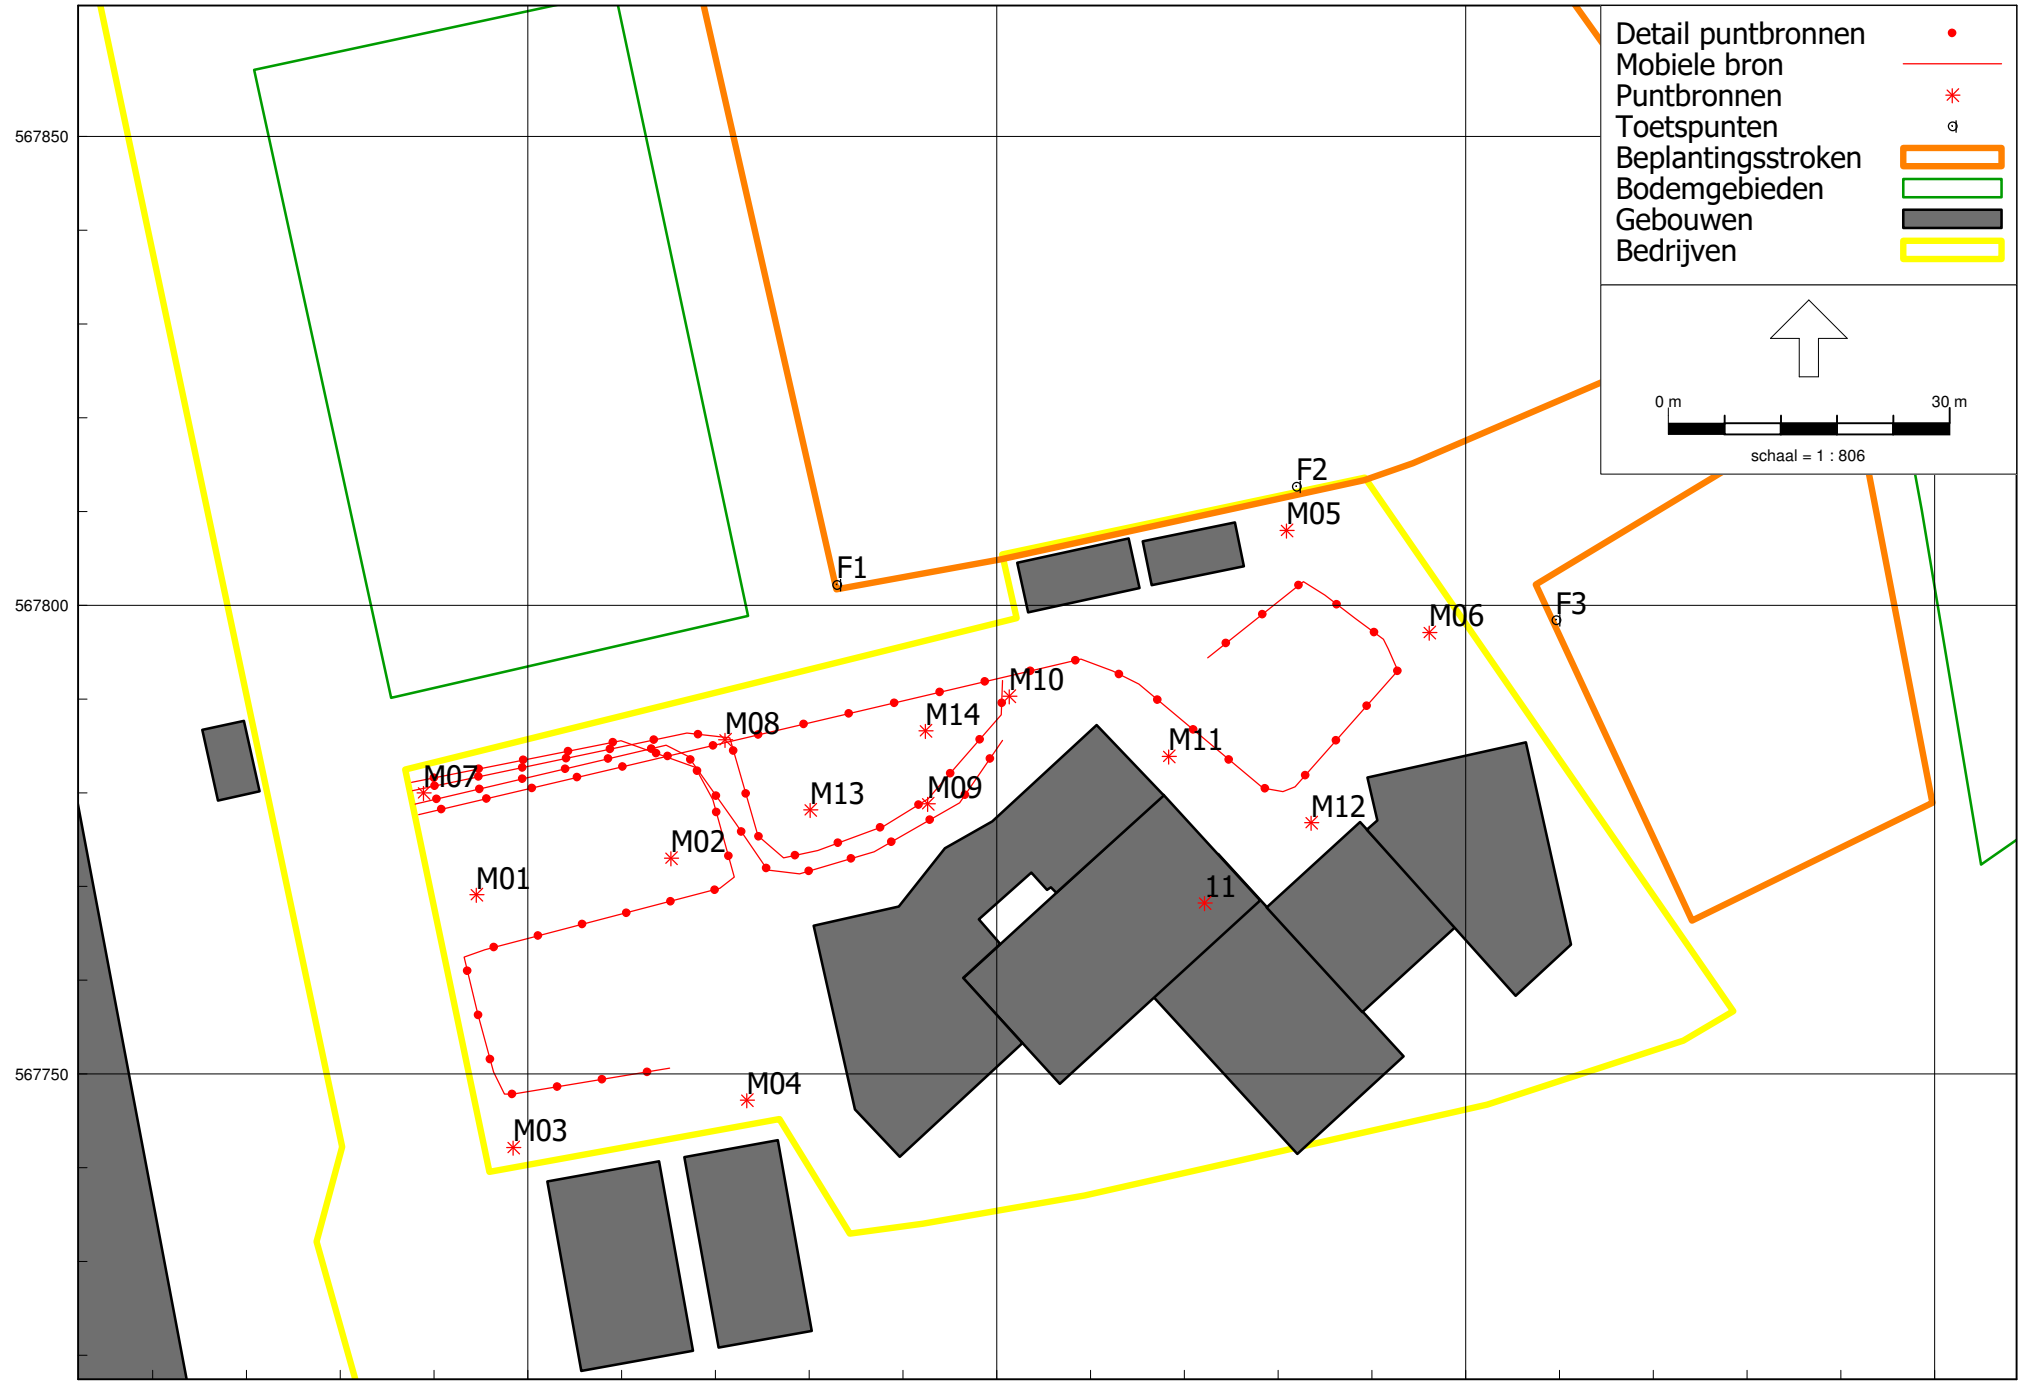 Detail puntbronnen
Mobiele bron
Puntbronnen
Toetspunten
Beplantingsstroken
Bodemgebieden
Gebouwen
Bedrijven
0 m 30 m
schaal = 1 : 806
567850
567800
567750
F2
M05
F1
F3
M06
M10
M14
M08
M11
M07
M09
M13
M12
M02
M01
11
M04
M03